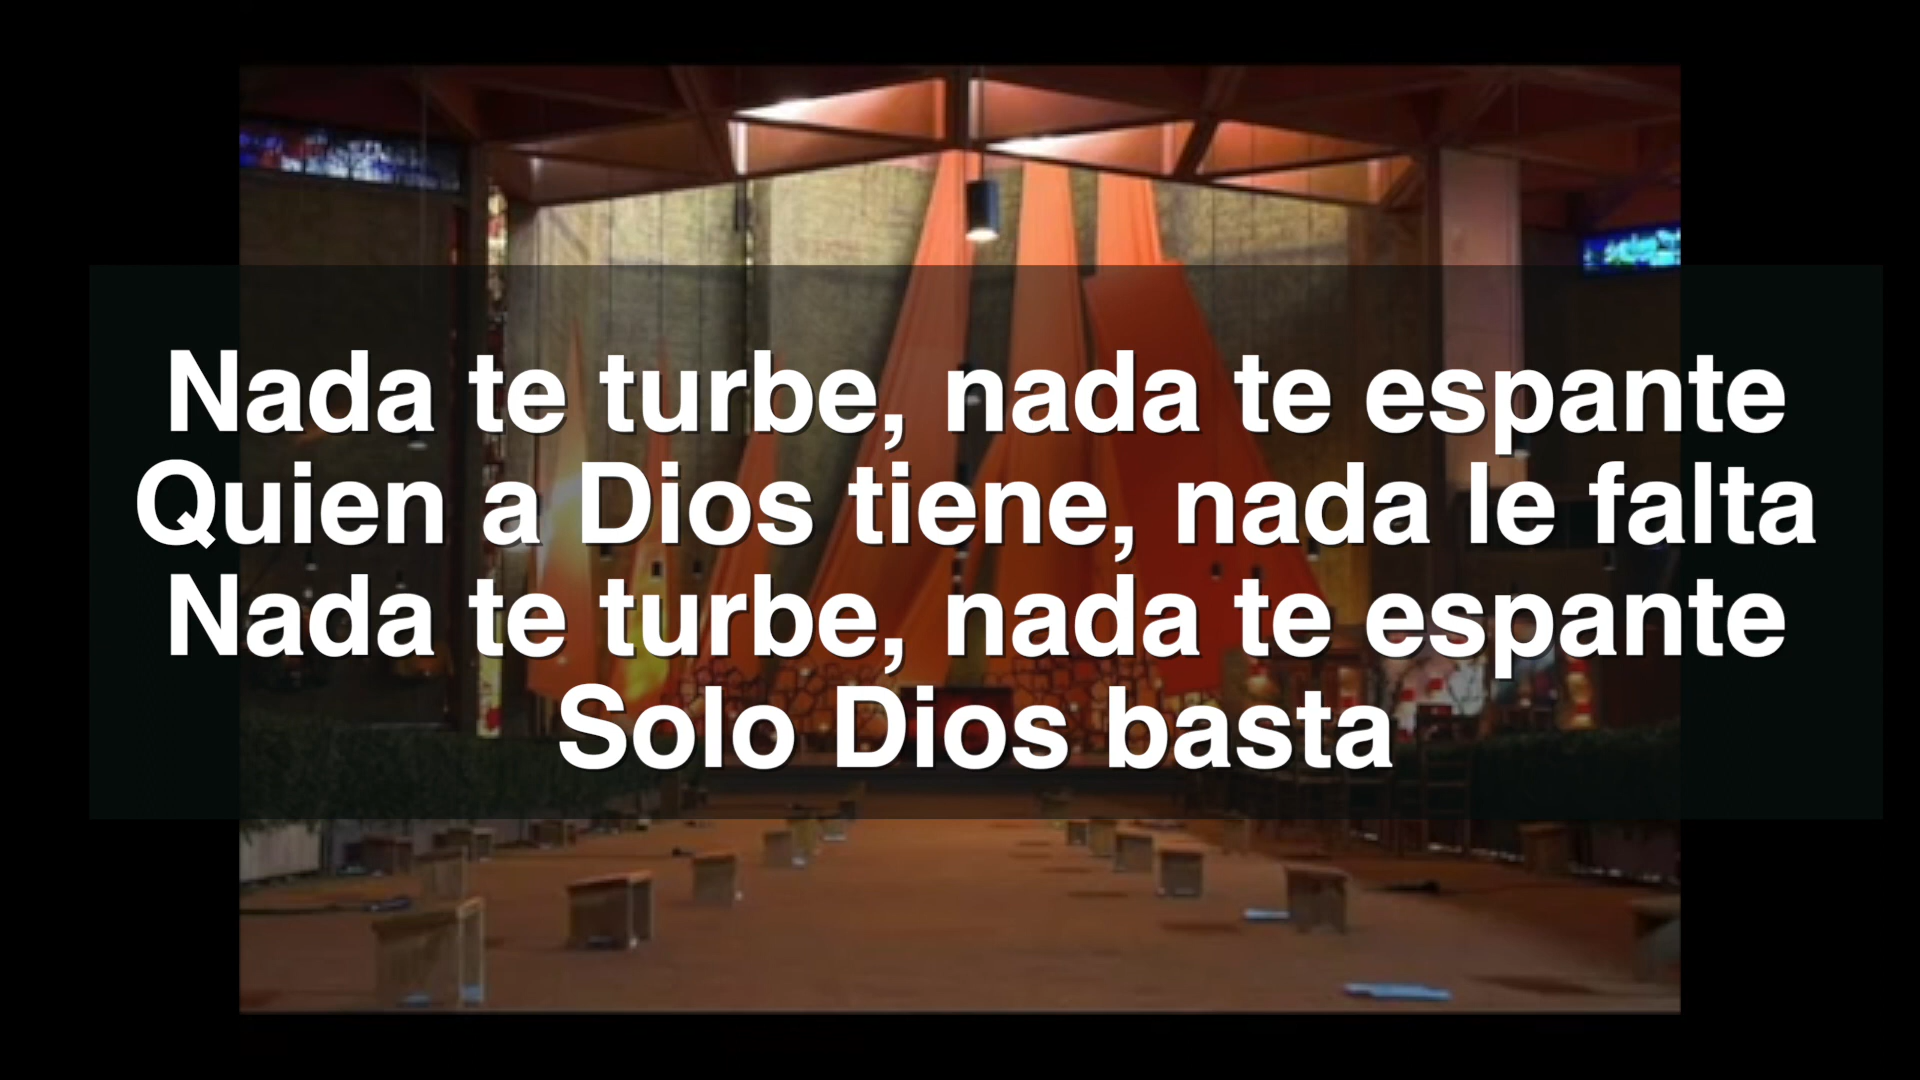 Nada te turbe, nada te espante
Quien a Dios tiene, nada le falta
Nada te turbe, nada te espante
Solo Dios basta